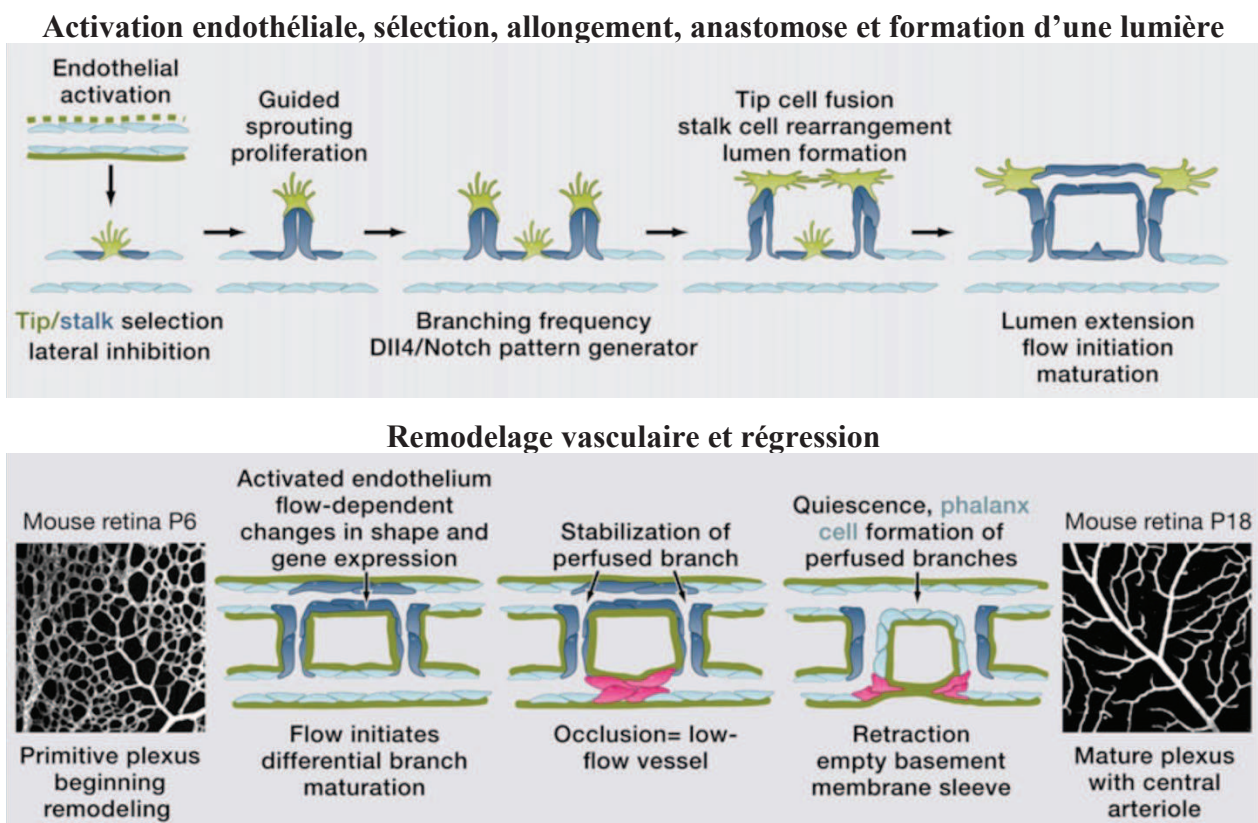 Activation endothéliale, sélection, allongement, anastomose et formation d’une lumière
Endothelial
activation
Guided
sprouting
proliferation
Tip cell fusion
stalk cell rearrangement
lumen formation
Tip/stalk selection
lateral inhibition
Branching frequency
Dll4/Notch pattern generator
Lumen extension
flow initiation
maturation
Remodelage vasculaire et régression
Mouse retina P6
Activated endothelium
flow-dependent
changes in shape and
gene expression
Stabilization of
perfused branch
Quiescence, phalanx
cell formation of
perfused branches
Mouse retina P18
Primitive plexus
beginning
remodeling
Flow initiates
differential branch
maturation
Occlusion= low-
flow vessel
Retraction
empty basement
membrane sleeve
Mature plexus
with central
arteriole